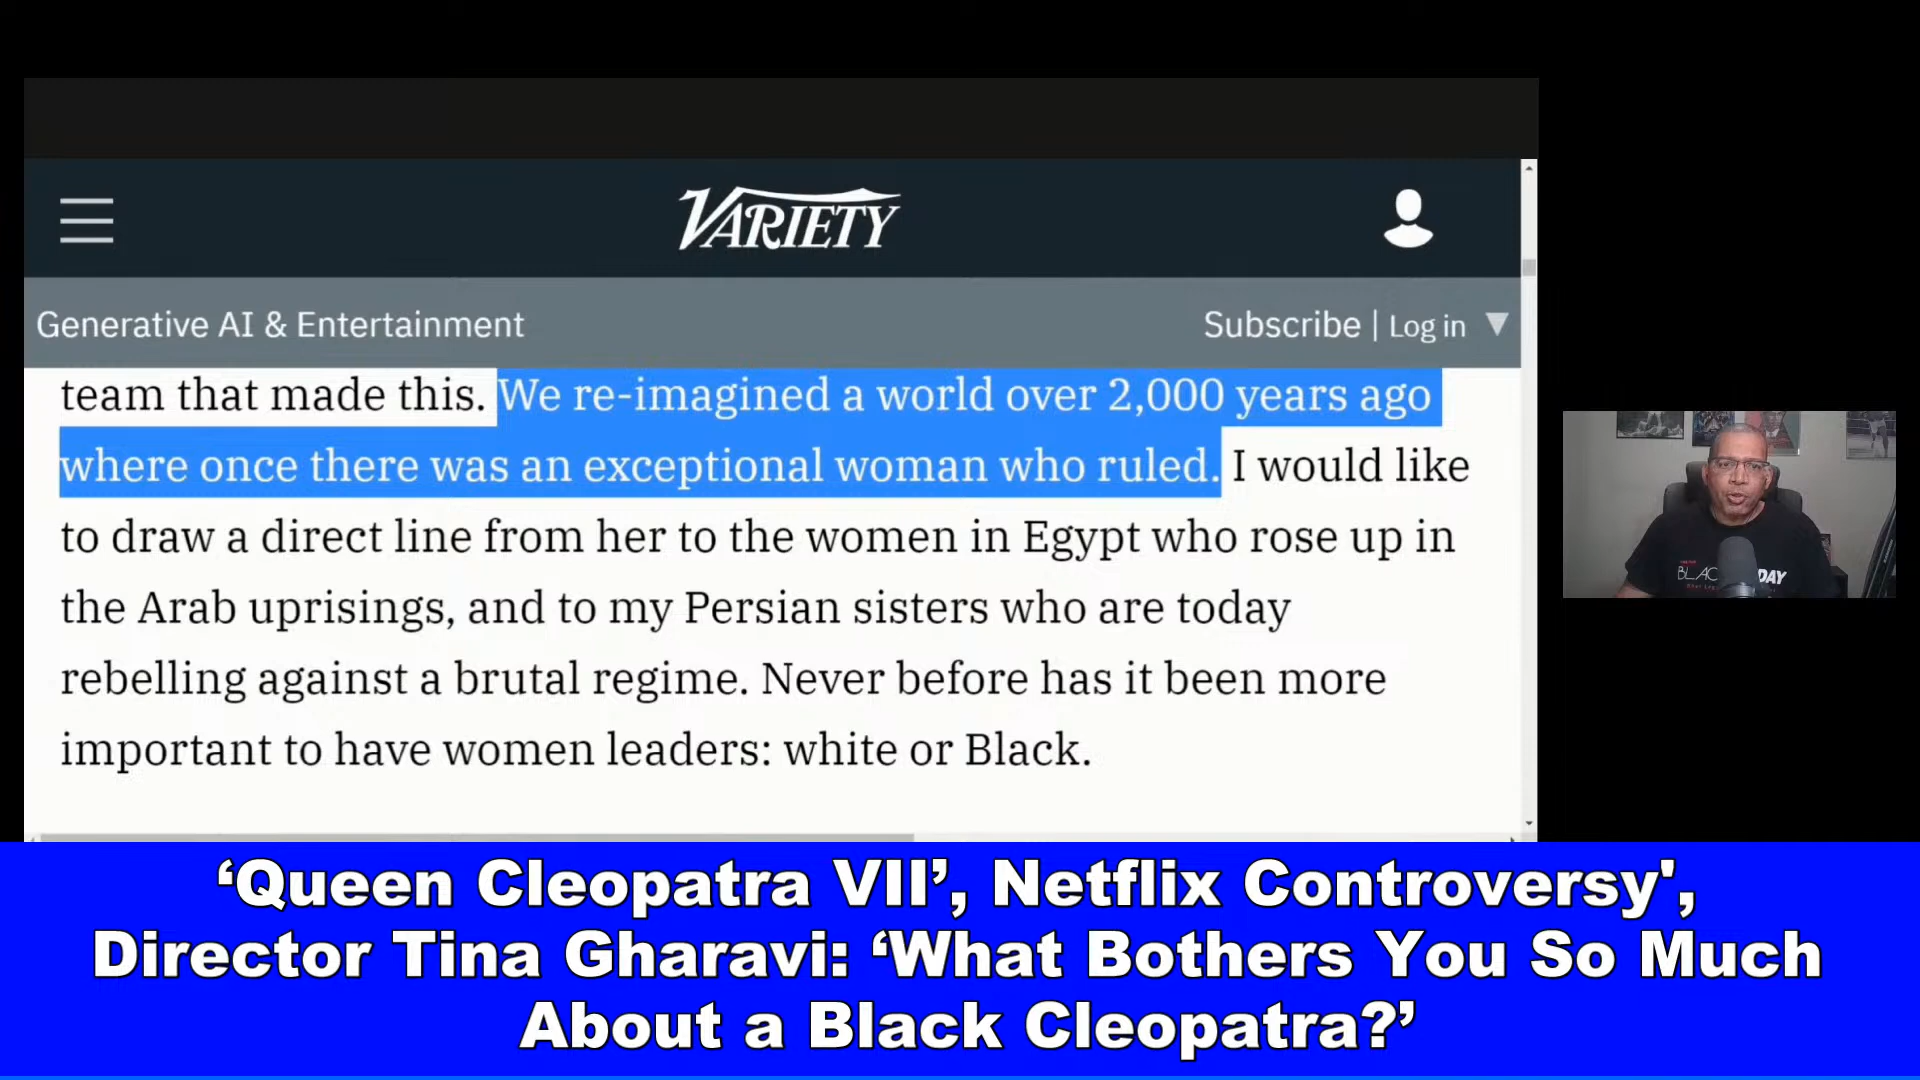 VARIETY
Generative AI & Entertainment
Subscribe | Log in ▼
team that made this. We re-imagined a world over 2,000 years ago
where once there was an exceptional woman who ruled. I would like
to draw a direct line from her to the women in Egypt who rose up in
the Arab uprisings, and to my Persian sisters who are today
rebelling against a brutal regime. Never before has it been more
important to have women leaders: white or Black.
DAY
‘Queen Cleopatra VII’, Netflix Controversy',
Director Tina Gharavi: ‘What Bothers You So Much
About a Black Cleopatra?’